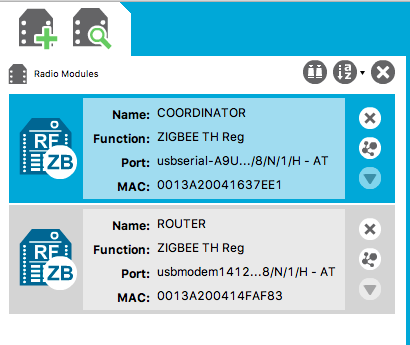 Radio Modules
RF
ZB
Name: COORDINATOR
Function: ZIGBEE TH Reg
Port: usbserial-A9U.../8/N/1/H - AT
MAC: 0013A20041637EE1
RF
ZB
Name: ROUTER
Function: ZIGBEE TH Reg
Port: usbmodem1412...8/N/1/H - AT
MAC: 0013A200414FAF83